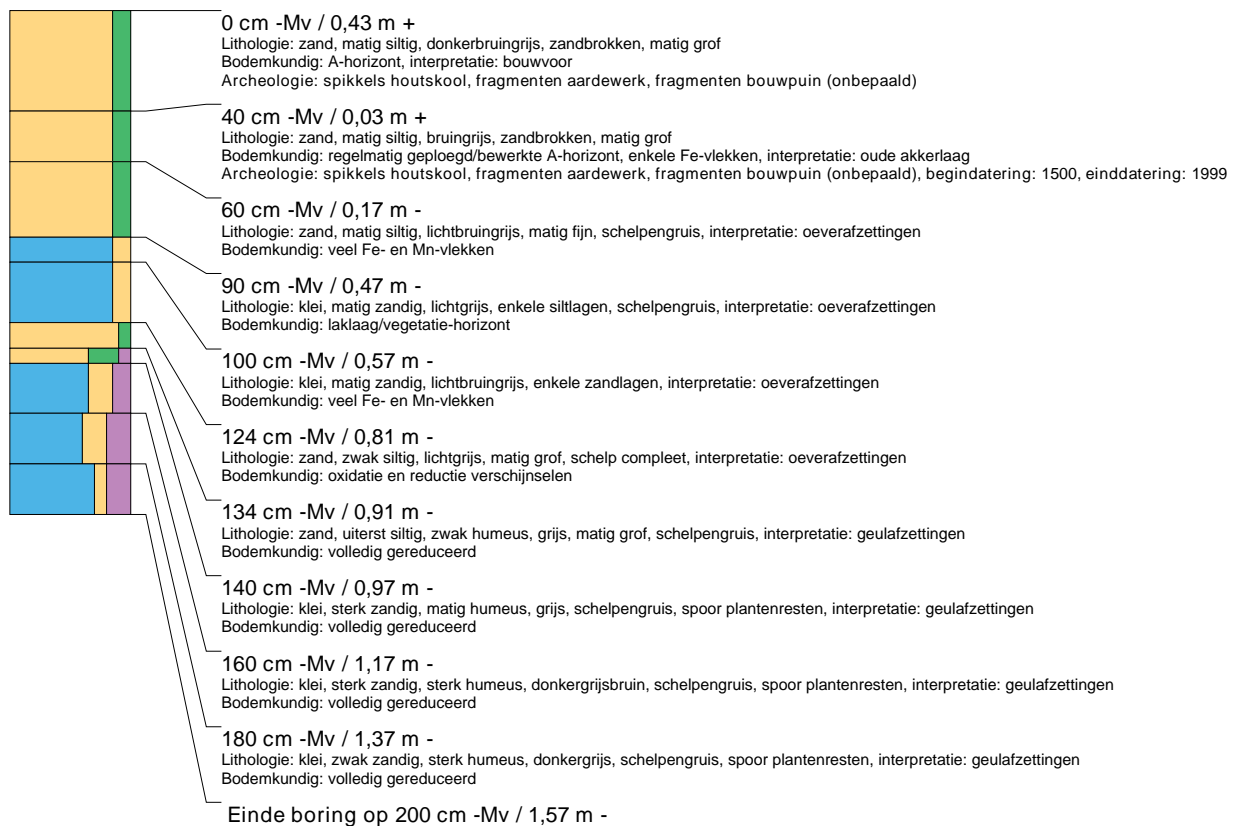 0 cm -Mv / 0,43 m +
Lithologie: zand, matig siltig, donkerbruingrijs, zandbrokken, matig grof
Bodemkundig: A-horizont, interpretatie: bouwvoor
Archeologie: spikkels houtskool, fragmenten aardewerk, fragmenten bouwpuin (onbepaald)
40 cm -Mv / 0,03 m +
Lithologie: zand, matig siltig, bruingrijs, zandbrokken, matig grof
Bodemkundig: regelmatig geploegd/bewerkte A-horizont, enkele Fe-vlekken, interpretatie: oude akkerlaag
Archeologie: spikkels houtskool, fragmenten aardewerk, fragmenten bouwpuin (onbepaald), begindatering: 1500, einddatering: 1999
60 cm -Mv / 0,17 m -
Lithologie: zand, matig siltig, lichtbruingrijs, matig fijn, schelpengruis, interpretatie: oeverafzettingen
Bodemkundig: veel Fe- en Mn-vlekken
90 cm -Mv / 0,47 m -
Lithologie: klei, matig zandig, lichtgrijs, enkele siltlagen, schelpengruis, interpretatie: oeverafzettingen
Bodemkundig: laklaag/vegetatie-horizont
100 cm -Mv / 0,57 m -
Lithologie: klei, matig zandig, lichtbruingrijs, enkele zandlagen, interpretatie: oeverafzettingen
Bodemkundig: veel Fe- en Mn-vlekken
124 cm -Mv / 0,81 m -
Lithologie: zand, zwak siltig, lichtgrijs, matig grof, schelp compleet, interpretatie: oeverafzettingen
Bodemkundig: oxidatie en reductie verschijnselen
134 cm -Mv / 0,91 m -
Lithologie: zand, uiterst siltig, zwak humeus, grijs, matig grof, schelpengruis, interpretatie: geulafzettingen
Bodemkundig: volledig gereduceerd
140 cm -Mv / 0,97 m -
Lithologie: klei, sterk zandig, matig humeus, grijs, schelpengruis, spoor plantenresten, interpretatie: geulafzettingen
Bodemkundig: volledig gereduceerd
160 cm -Mv / 1,17 m -
Lithologie: klei, sterk zandig, sterk humeus, donkergrijsbruin, schelpengruis, spoor plantenresten, interpretatie: geulafzettingen
Bodemkundig: volledig gereduceerd
180 cm -Mv / 1,37 m -
Lithologie: klei, zwak zandig, sterk humeus, donkergrijs, schelpengruis, spoor plantenresten, interpretatie: geulafzettingen
Bodemkundig: volledig gereduceerd
Einde boring op 200 cm -Mv / 1,57 m -